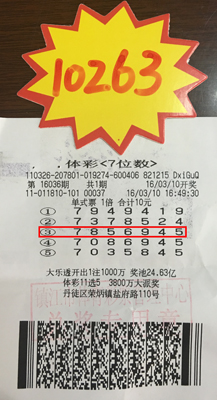 10263
体彩<7位数>
110326-207801-019274-600406 821215 DxIGuQ
第 16036期 共1期 16/03/10开奖
11-011810-101 00037 16/03/10 16:49:30
单式票 1倍 合计10元
① 7 9 4 9 4 1 9
② 7 3 7 8 5 2 4
③ 7 8 5 6 9 4 5
④ 7 0 8 6 9 4 5
⑤ 7 0 8 5 9 4 5
大乐透开出1注1000万 奖池24.63亿
体彩11选5 3800万大派奖
丹徒区荣炳镇盐府路110号